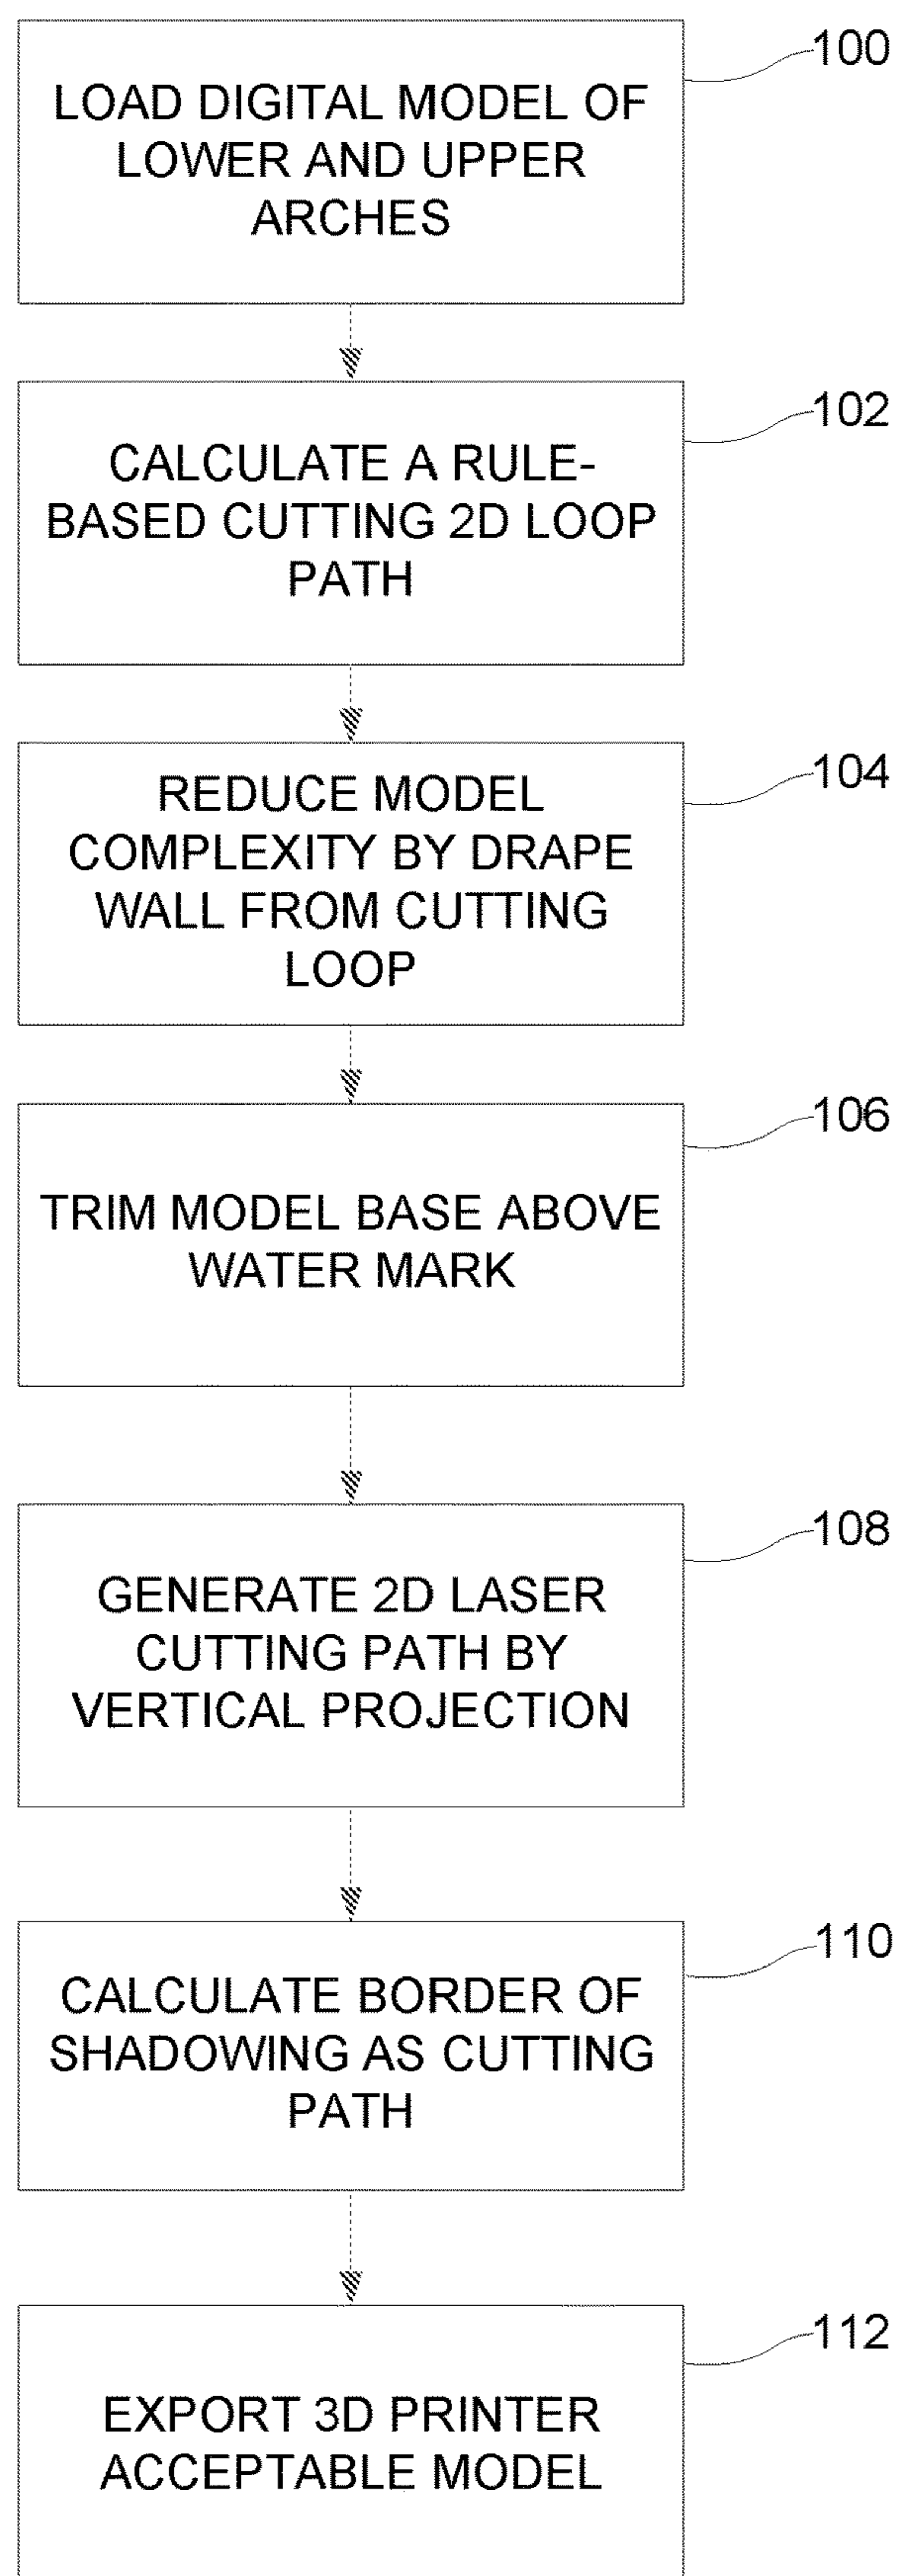 100
LOAD DIGITAL MODEL OF
LOWER AND UPPER
ARCHES
102
CALCULATE A RULE-
BASED CUTTING 2D LOOP
PATH
104
REDUCE MODEL
COMPLEXITY BY DRAPE
WALL FROM CUTTING
LOOP
106
TRIM MODEL BASE ABOVE
WATER MARK
108
GENERATE 2D LASER
CUTTING PATH BY
VERTICAL PROJECTION
110
CALCULATE BORDER OF
SHADOWING AS CUTTING
PATH
112
EXPORT 3D PRINTER
ACCEPTABLE MODEL